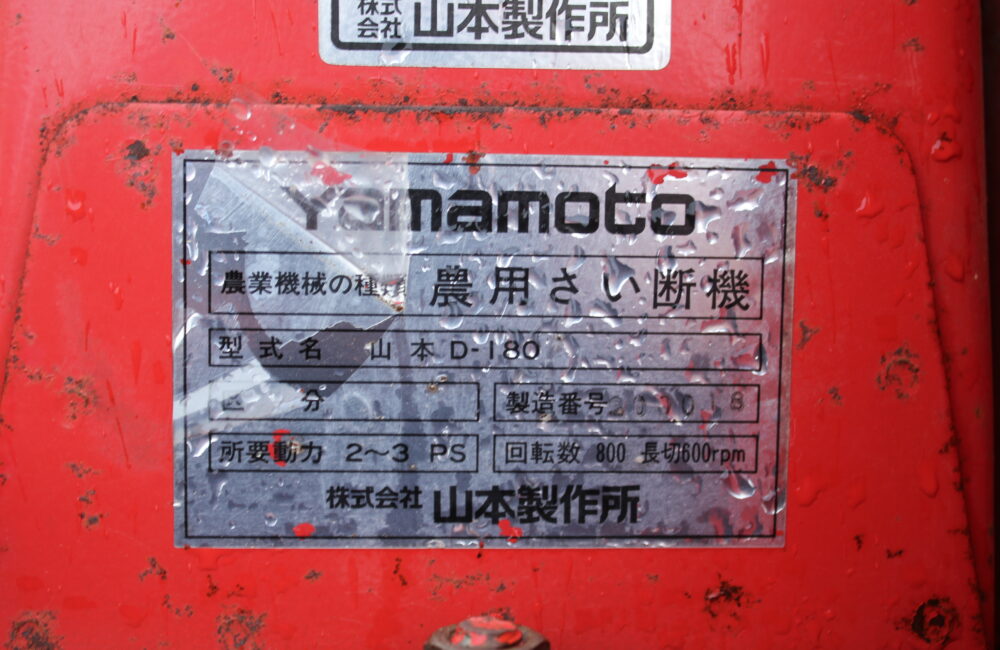 株式会社 山本製作所
Yamamoto
農業機械の種類 農用さい断機
型式名 山本 D-180
区分
製造番号
所要動力 2〜3 PS
回転数 800 長切600rpm
株式会社 山本製作所